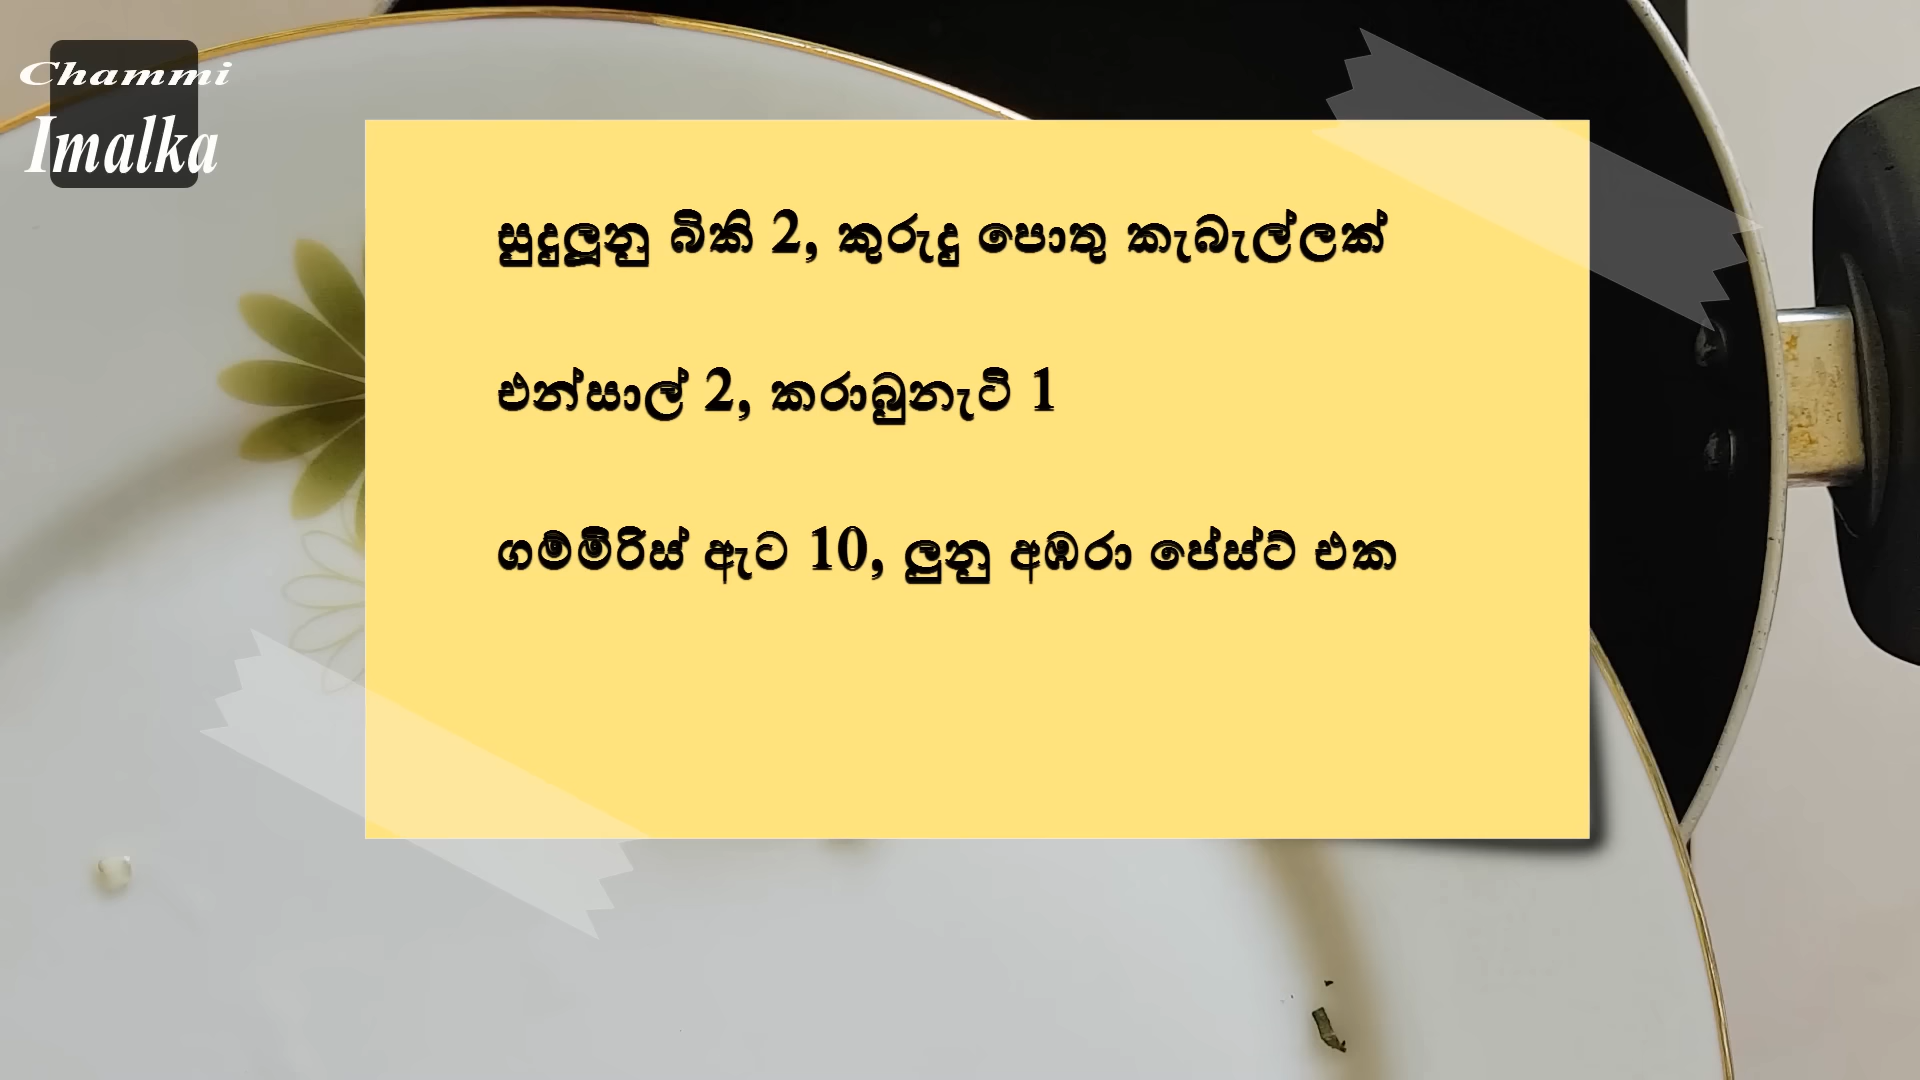 Chammi
Imalka
සුදුලූනු බික් 2, කුරුදු පොතු කැබැල්ලක්
එන්සාල් 2, කරාබුනැටි 1
ගම්මිරිස් ඇට 10, ලුනු අඹරා පේස්ට් එක